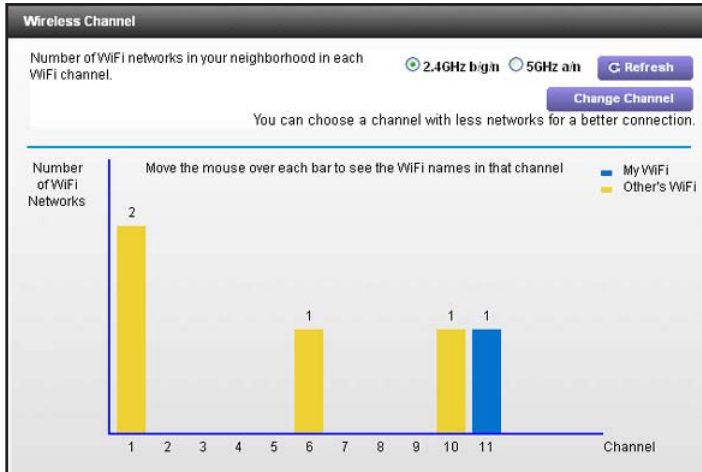 Wireless Channel
Number of WiFi networks in your neighborhood in each
WiFi channel.
2.4GHz b/g/n 5GHz a/n Refresh
Change Channel
You can choose a channel with less networks for a better connection.
Number
of WiFi
Networks
Move the mouse over each bar to see the WiFi names in that channel
My WiFi
Other's WiFi
2
1
1 1
1 2 3 4 5 6 7 8 9 10 11 Channel